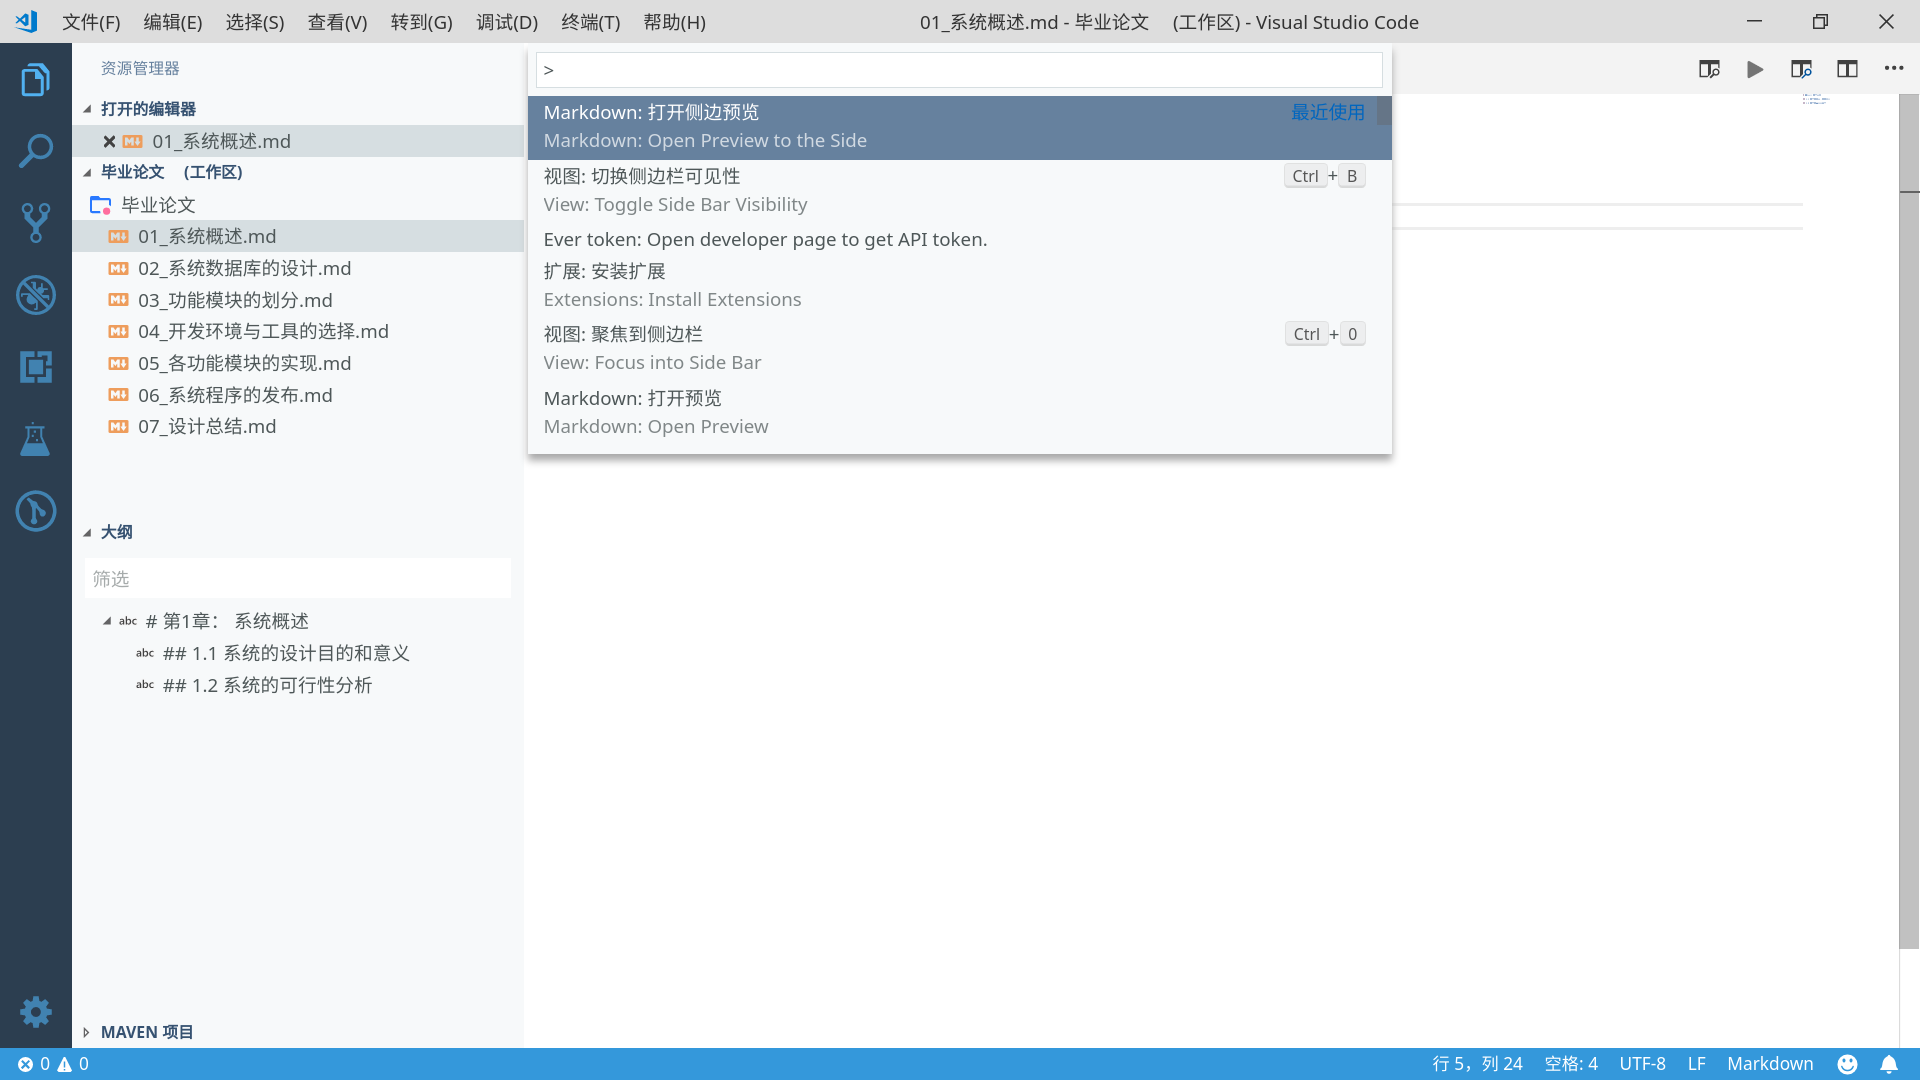 文件(F) 编辑(E) 选择(S) 查看(V) 转到(G) 调试(D) 终端(T) 帮助(H) 01_系统概述.md - 毕业论文 (工作区) - Visual Studio Code
资源管理器
打开的编辑器
01_系统概述.md
毕业论文 (工作区)
毕业论文
01_系统概述.md
02_系统数据库的设计.md
03_功能模块的划分.md
04_开发环境与工具的选择.md
05_各功能模块的实现.md
06_系统程序的发布.md
07_设计总结.md
大纲
筛选
abc # 第1章： 系统概述
abc ## 1.1 系统的设计目的和意义
abc ## 1.2 系统的可行性分析
MAVEN 项目
>
Markdown: 打开侧边预览 最近使用
Markdown: Open Preview to the Side
视图: 切换侧边栏可见性 Ctrl+B
View: Toggle Side Bar Visibility
Ever token: Open developer page to get API token.
扩展: 安装扩展
Extensions: Install Extensions
视图: 聚焦到侧边栏 Ctrl+0
View: Focus into Side Bar
Markdown: 打开预览
Markdown: Open Preview
0 0 行 5，列 24 空格: 4 UTF-8 LF Markdown